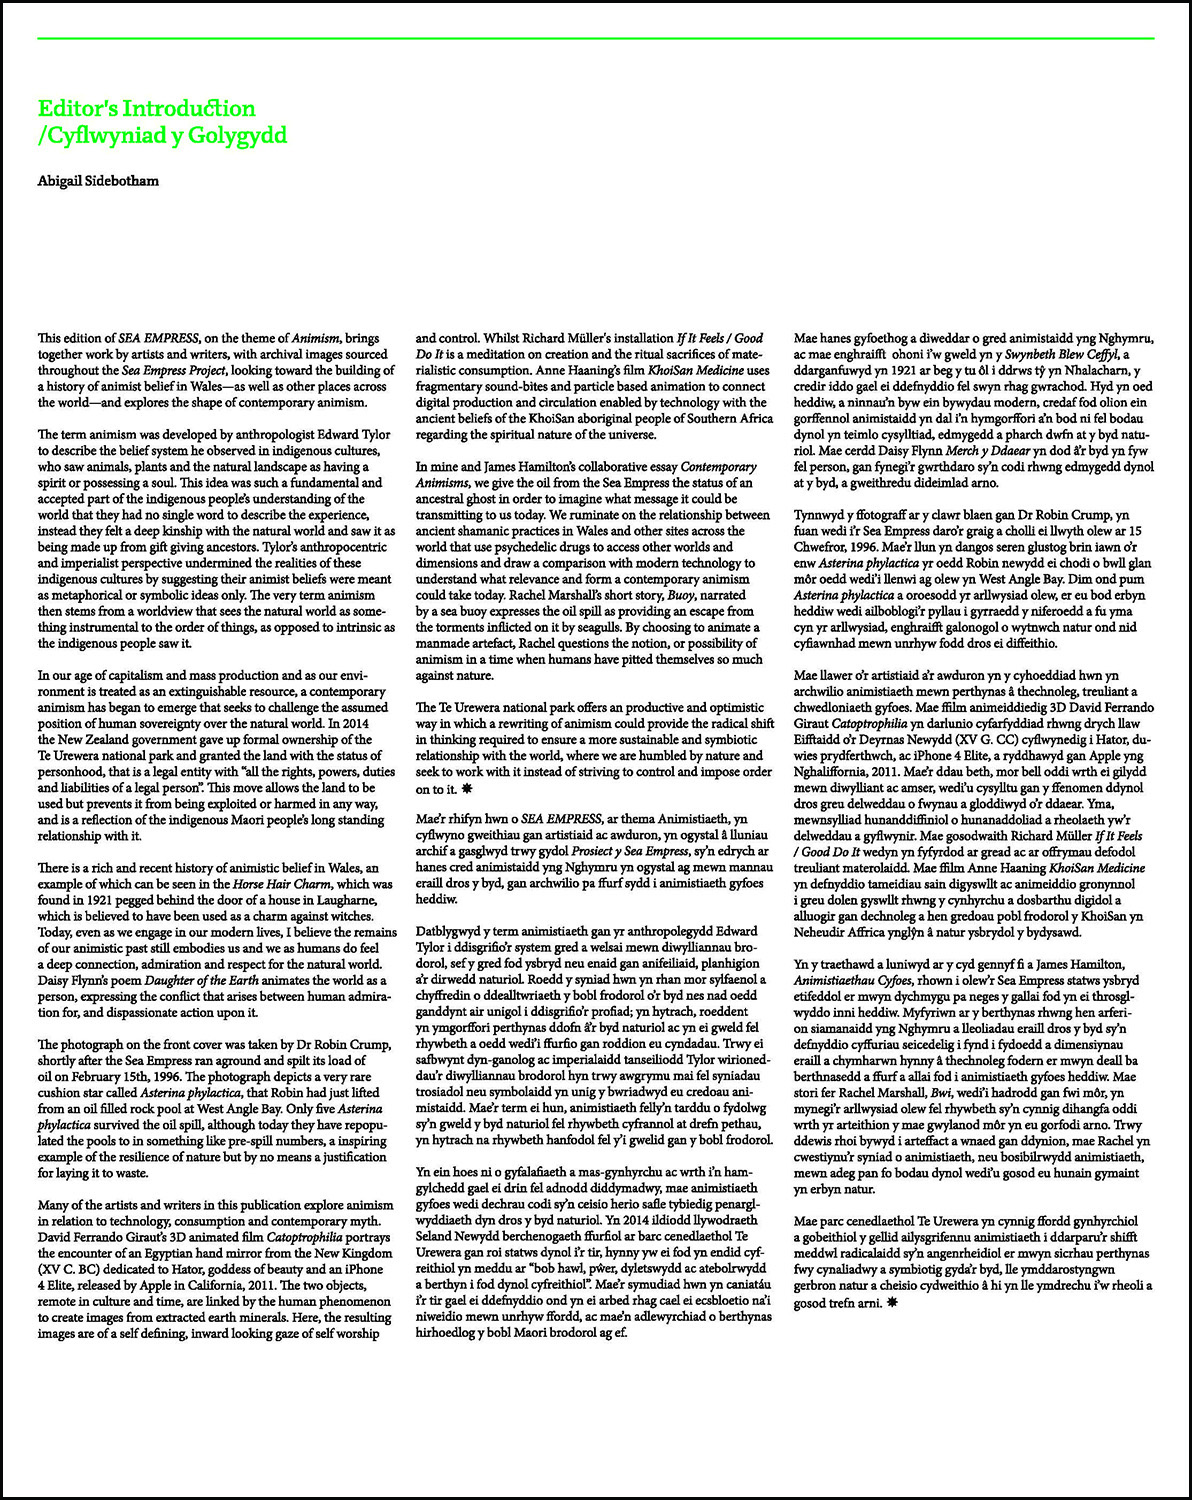 Editor's Introduction
/Cyflwyniad y Golygydd
Abigail Sidebotham
This edition of SEA EMPRESS, on the theme of Animism, brings
together work by artists and writers, with archival images sourced
throughout the Sea Empress Project, looking toward the building of
a history of animist belief in Wales—as well as other places across
the world—and explores the shape of contemporary animism.
The term animism was developed by anthropologist Edward Tylor
to describe the belief system he observed in indigenous cultures,
who saw animals, plants and the natural landscape as having a
spirit or possessing a soul. This idea was such a fundamental and
accepted part of the indigenous people's understanding of the
world that they had no single word to describe the experience,
instead they felt a deep kinship with the natural world and saw it as
being made up from gift giving ancestors. Tylor's anthropocentric
and imperialist perspective undermined the realities of these
indigenous cultures by suggesting their animist beliefs were meant
as metaphorical or symbolic ideas only. The very term animism
then stems from a worldview that sees the natural world as some-
thing instrumental to the order of things, as opposed to intrinsic as
the indigenous people saw it.
In our age of capitalism and mass production and as our envi-
ronment is treated as an extinguishable resource, a contemporary
animism has began to emerge that seeks to challenge the assumed
position of human sovereignty over the natural world. In 2014
the New Zealand government gave up formal ownership of the
Te Urewera national park and granted the land with the status of
personhood, that is a legal entity with “all the rights, powers, duties
and liabilities of a legal person”. This move allows the land to be
used but prevents it from being exploited or harmed in any way,
and is a reflection of the indigenous Maori people's long standing
relationship with it.
There is a rich and recent history of animistic belief in Wales, an
example of which can be seen in the Horse Hair Charm, which was
found in 1921 pegged behind the door of a house in Laugharne,
which is believed to have been used as a charm against witches.
Today, even as we engage in our modern lives, I believe the remains
of our animistic past still embodies us and we as humans do feel
a deep connection, admiration and respect for the natural world.
Daisy Flynn's poem Daughter of the Earth animates the world as a
person, expressing the conflict that arises between human admira-
tion for, and dispassionate action upon it.
The photograph on the front cover was taken by Dr Robin Crump,
shortly after the Sea Empress ran aground and spilt its load of
oil on February 15th, 1996. The photograph depicts a very rare
cushion star called Asterina phylactica, that Robin had just lifted
from an oil filled rock pool at West Angle Bay. Only five Asterina
phylactica survived the oil spill, although today they have repopu-
lated the pools to in something like pre-spill numbers, a inspiring
example of the resilience of nature but by no means a justification
for laying it to waste.
Many of the artists and writers in this publication explore animism
in relation to technology, consumption and contemporary myth.
David Ferrando Giraut's 3D animated film Catoptrophilia portrays
the encounter of an Egyptian hand mirror from the New Kingdom
(XV C. BC) dedicated to Hator, goddess of beauty and an iPhone
4 Elite, released by Apple in California, 2011. The two objects,
remote in culture and time, are linked by the human phenomenon
to create images from extracted earth minerals. Here, the resulting
images are of a self defining, inward looking gaze of self worship
and control. Whilst Richard Müller's installation If It Feels / Good
Do It is a meditation on creation and the ritual sacrifices of mate-
rialistic consumption. Anne Haaning's film KhoiSan Medicine uses
fragmentary sound-bites and particle based animation to connect
digital production and circulation enabled by technology with the
ancient beliefs of the KhoiSan aboriginal people of Southern Africa
regarding the spiritual nature of the universe.
In mine and James Hamilton's collaborative essay Contemporary
Animisms, we give the oil from the Sea Empress the status of an
ancestral ghost in order to imagine what message it could be
transmitting to us today. We ruminate on the relationship between
ancient shamanic practices in Wales and other sites across the
world that use psychedelic drugs to access other worlds and
dimensions and draw a comparison with modern technology to
understand what relevance and form a contemporary animism
could take today. Rachel Marshall's short story, Buoy, narrated
by a sea buoy expresses the oil spill as providing an escape from
the torments inflicted on it by seagulls. By choosing to animate a
manmade artefact, Rachel questions the notion, or possibility of
animism in a time when humans have pitted themselves so much
against nature.
The Te Urewera national park offers an productive and optimistic
way in which a rewriting of animism could provide the radical shift
in thinking required to ensure a more sustainable and symbiotic
relationship with the world, where we are humbled by nature and
seek to work with it instead of striving to control and impose order
on to it. ✸
Mae'r rhifyn hwn o SEA EMPRESS, ar thema Animistiaeth, yn
cyflwyno gweithiau gan artistiaid ac awduron, yn ogystal â lluniau
archif a gasglwyd trwy gydol Prosiect y Sea Empress, sy'n edrych ar
hanes cred animistaidd yng Nghymru yn ogystal ag mewn mannau
eraill dros y byd, gan archwilio pa ffurf sydd i animistiaeth gyfoes
heddiw.
Datblygwyd y term animistiaeth gan yr anthropolegydd Edward
Tylor i ddisgrifio'r system gred a welsai mewn diwylliannau bro-
dorol, sef y gred fod ysbryd neu enaid gan anifeiliaid, planhigion
a'r dirwedd naturiol. Roedd y syniad hwn yn rhan mor sylfaenol a
chyffredin o ddealltwriaeth y bobl frodorol o'r byd nes nad oedd
ganddynt air unigol i ddisgrifio'r profiad; yn hytrach, roeddent
yn ymgorffori perthynas ddofn â'r byd naturiol ac yn ei gweld fel
rhywbeth a oedd wedi'i ffurfio gan roddion eu cyndadau. Trwy ei
safbwynt dyn-ganolog ac imperialaidd tanseiliodd Tylor wirioned-
dau'r diwylliannau brodorol hyn trwy awgrymu mai fel syniadau
trosiadol neu symbolaidd yn unig y bwriadwyd eu credoau ani-
mistaidd. Mae'r term ei hun, animistiaeth felly'n tarddu o fydolwg
sy'n gweld y byd naturiol fel rhywbeth cyfrannol at drefn pethau,
yn hytrach na rhywbeth hanfodol fel y'i gwelid gan y bobl frodorol.
Yn ein hoes ni o gyfalafiaeth a mas-gynhyrchu ac wrth i'n ham-
gylchedd gael ei drin fel adnodd diddymadwy, mae animistiaeth
gyfoes wedi dechrau codi sy'n ceisio herio safle tybiedig penargl-
wyddiaeth dyn dros y byd naturiol. Yn 2014 ildiodd llywodraeth
Seland Newydd berchenogaeth ffurfiol ar barc cenedlaethol Te
Urewera gan roi statws dynol i'r tir, hynny yw ei fod yn endid cyf-
reithiol yn meddu ar “bob hawl, pŵer, dyletswydd ac atebolrwydd
a berthyn i fod dynol cyfreithiol”. Mae'r symudiad hwn yn caniatáu
i'r tir gael ei ddefnyddio ond yn ei arbed rhag cael ei ecsbloetio na'i
niweidio mewn unrhyw ffordd, ac mae'n adlewyrchiad o berthynas
hirhoedlog y bobl Maori brodorol ag ef.
Mae hanes gyfoethog a diweddar o gred animistaidd yng Nghymru,
ac mae enghraifft ohoni i'w gweld yn y Swynbeth Blew Ceffyl, a
ddarganfuwyd yn 1921 ar beg y tu ôl i ddrws tŷ yn Nhalacharn, y
credir iddo gael ei ddefnyddio fel swyn rhag gwrachod. Hyd yn oed
heddiw, a ninnau'n byw ein bywydau modern, credaf fod olion ein
gorffennol animistaidd yn dal i'n hymgorffori a'n bod ni fel bodau
dynol yn teimlo cysylltiad, edmygedd a pharch dwfn at y byd natu-
riol. Mae cerdd Daisy Flynn Merch y Ddaear yn dod â'r byd yn fyw
fel person, gan fynegi'r gwrthdaro sy'n codi rhwng edmygedd dynol
at y byd, a gweithredu dideimlad arno.
Tynnwyd y ffotograff ar y clawr blaen gan Dr Robin Crump, yn
fuan wedi i'r Sea Empress daro'r graig a cholli ei llwyth olew ar 15
Chwefror, 1996. Mae'r llun yn dangos seren glustog brin iawn o'r
enw Asterina phylactica yr oedd Robin newydd ei chodi o bwll glan
môr oedd wedi'i llenwi ag olew yn West Angle Bay. Dim ond pum
Asterina phylactica a oroesodd yr arllwysiad olew, er eu bod erbyn
heddiw wedi ailboblogi'r pyllau i gyrraedd y niferoedd a fu yma
cyn yr arllwysiad, enghraifft galonogol o wytnwch natur ond nid
cyfiawnhad mewn unrhyw fodd dros ei diffeithio.
Mae llawer o'r artistiaid a'r awduron yn y cyhoeddiad hwn yn
archwilio animistiaeth mewn perthynas â thechnoleg, treuliant a
chwedloniaeth gyfoes. Mae ffilm animeiddiedig 3D David Ferrando
Giraut Catoptrophilia yn darlunio cyfarfyddiad rhwng drych llaw
Eifftaidd o'r Deyrnas Newydd (XV G. CC) cyflwynedig i Hator, du-
wies prydferthwch, ac iPhone 4 Elite, a ryddhawyd gan Apple yng
Nghaliffornia, 2011. Mae'r ddau beth, mor bell oddi wrth ei gilydd
mewn diwylliant ac amser, wedi'u cysylltu gan y ffenomen ddynol
dros greu delweddau o fwynau a gloddiwyd o'r ddaear. Yma,
mewnsylliad hunanddiffiniol o hunanaddoliad a rheolaeth yw'r
delweddau a gyflwynir. Mae gosodwaith Richard Müller If It Feels
/ Good Do It wedyn yn fyfyrdod ar gread ac ar offrymau defodol
treuliant materolaidd. Mae ffilm Anne Haaning KhoiSan Medicine
yn defnyddio tameidiau sain digyswllt ac animeiddio gronynnol
i greu dolen gyswllt rhwng y cynhyrchu a dosbarthu digidol a
alluogir gan dechnoleg a hen gredoau pobl frodorol y KhoiSan yn
Neheudir Affrica ynglŷn â natur ysbrydol y bydysawd.
Yn y traethawd a luniwyd ar y cyd gennyf fi a James Hamilton,
Animistiaethau Cyfoes, rhown i olew'r Sea Empress statws ysbryd
etifeddol er mwyn dychmygu pa neges y gallai fod yn ei throsgl-
wyddo inni heddiw. Myfyriwn ar y berthynas rhwng hen arferi-
on siamanaidd yng Nghymru a lleoliadau eraill dros y byd sy'n
defnyddio cyffuriau seicedelig i fynd i fydoedd a dimensiynau
eraill a chymharwn hynny â thechnoleg fodern er mwyn deall ba
berthnasedd a ffurf a allai fod i animistiaeth gyfoes heddiw. Mae
stori fer Rachel Marshall, Bwi, wedi'i hadrodd gan fwi môr, yn
mynegi'r arllwysiad olew fel rhywbeth sy'n cynnig dihangfa oddi
wrth yr arteithion y mae gwylanod môr yn eu gorfodi arno. Trwy
ddewis rhoi bywyd i arteffact a wnaed gan ddynion, mae Rachel yn
cwestiynu'r syniad o animistiaeth, neu bosibilrwydd animistiaeth,
mewn adeg pan fo bodau dynol wedi'u gosod eu hunain gymaint
yn erbyn natur.
Mae parc cenedlaethol Te Urewera yn cynnig ffordd gynhyrchiol
a gobeithiol y gellid ailysgrifennu animistiaeth i ddarparu'r shifft
meddwl radicalaidd sy'n angenrheidiol er mwyn sicrhau perthynas
fwy cynaliadwy a symbiotig gyda'r byd, lle ymddarostyngwn
gerbron natur a cheisio cydweithio â hi yn lle ymdrechu i'w rheoli a
gosod trefn arni. ✸